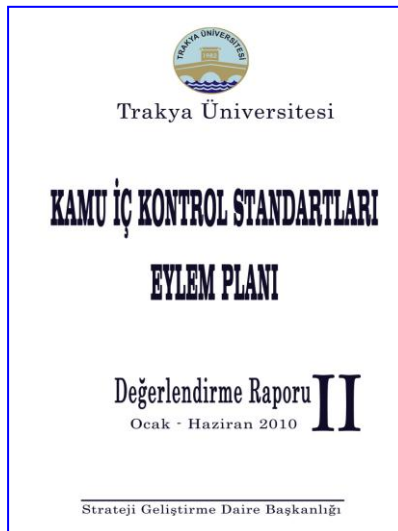 TRAKYA ÜNİVERSİTESİ
1982
Trakya Üniversitesi
KAMU İÇ KONTROL STANDARTLARI
EYLEM PLANI
Değerlendirme Raporu II
Ocak - Haziran 2010
Strateji Geliştirme Daire Başkanlığı